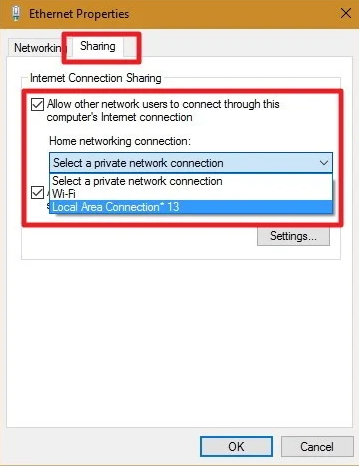 Ethernet Properties
Networking Sharing
Internet Connection Sharing
Allow other network users to connect through this
computer's Internet connection
Home networking connection:
Select a private network connection
Select a private network connection
Wi-Fi
Local Area Connection* 13
Settings...
OK Cancel